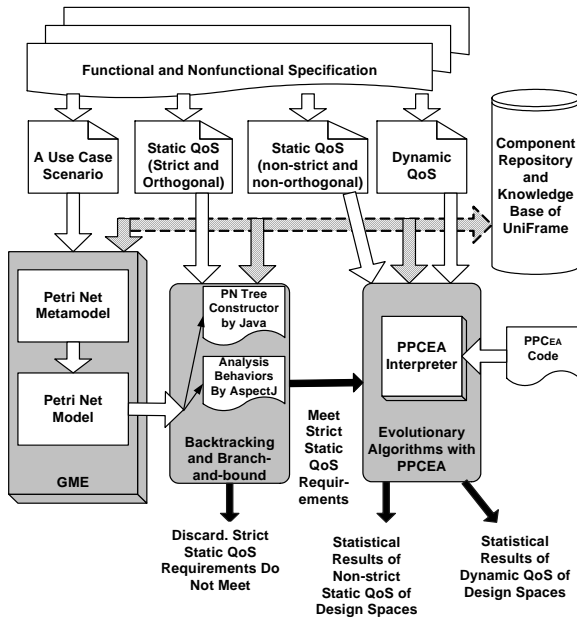 Functional and Nonfunctional Specification
A Use Case
Scenario
Static QoS
(Strict and
Orthogonal)
Static QoS
(non-strict and
non-orthogonal)
Dynamic
QoS
Component
Repository
and
Knowledge
Base of
UniFrame
Petri Net
Metamodel
Petri Net
Model
GME
PN Tree
Constructor
by Java
Analysis
Behaviors
By AspectJ
Backtracking
and Branch-
and-bound
Meet
Strict
Static
QoS
Requir-
ements
PPCEA
Interpreter
Evolutionary
Algorithms with
PPCEA
PPCEA
Code
Discard. Strict
Static QoS
Requirements Do
Not Meet
Statistical
Results of
Non-strict
Static QoS of
Design Spaces
Statistical
Results of
Dynamic QoS of
Design Spaces